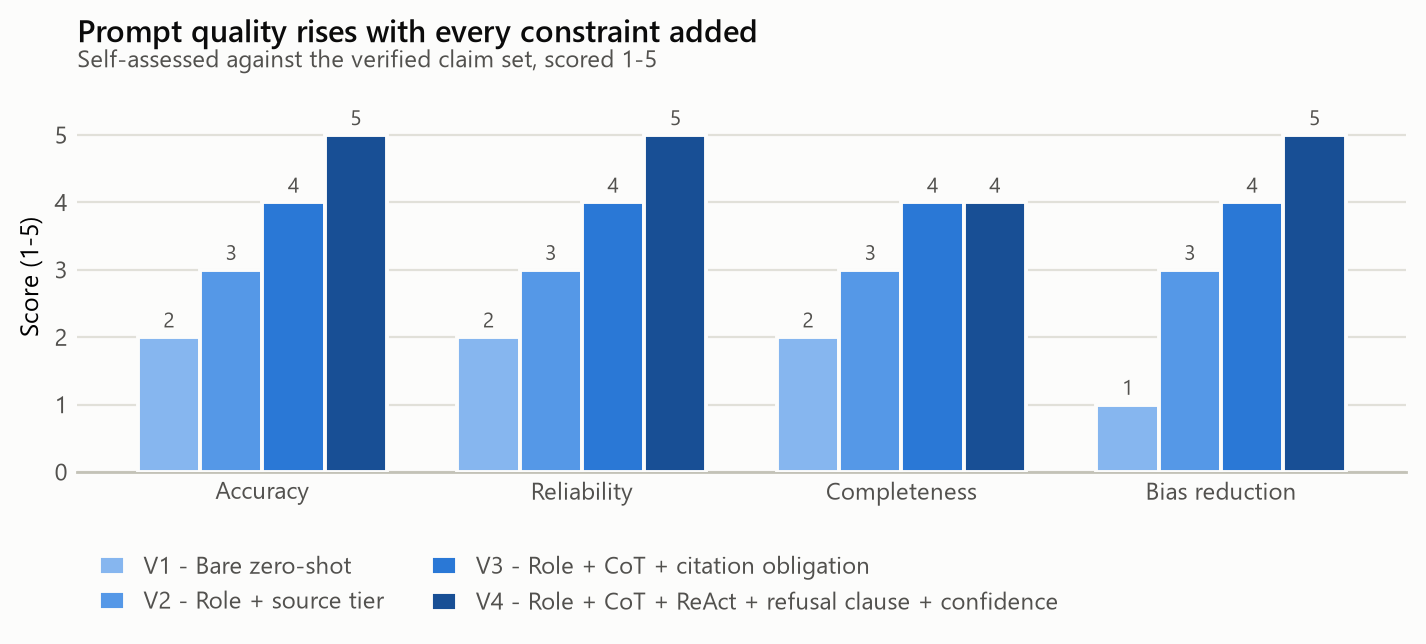 Prompt quality rises with every constraint added
Self-assessed against the verified claim set, scored 1-5
Score (1-5)
5
4
3
2
1
0
2
3
4
5
2
3
4
5
2
3
4
4
1
3
4
5
Accuracy
Reliability
Completeness
Bias reduction
V1 - Bare zero-shot
V2 - Role + source tier
V3 - Role + CoT + citation obligation
V4 - Role + CoT + ReAct + refusal clause + confidence